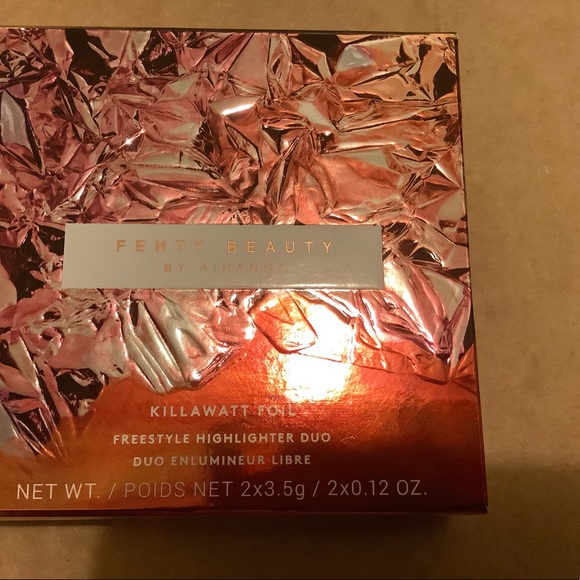 FENTY BEAUTY
BY RIHANNA
KILLAWATT FOIL
FREESTYLE HIGHLIGHTER DUO
DUO ENLUMINEUR LIBRE
NET WT. / POIDS NET 2x3.5g / 2x0.12 OZ.